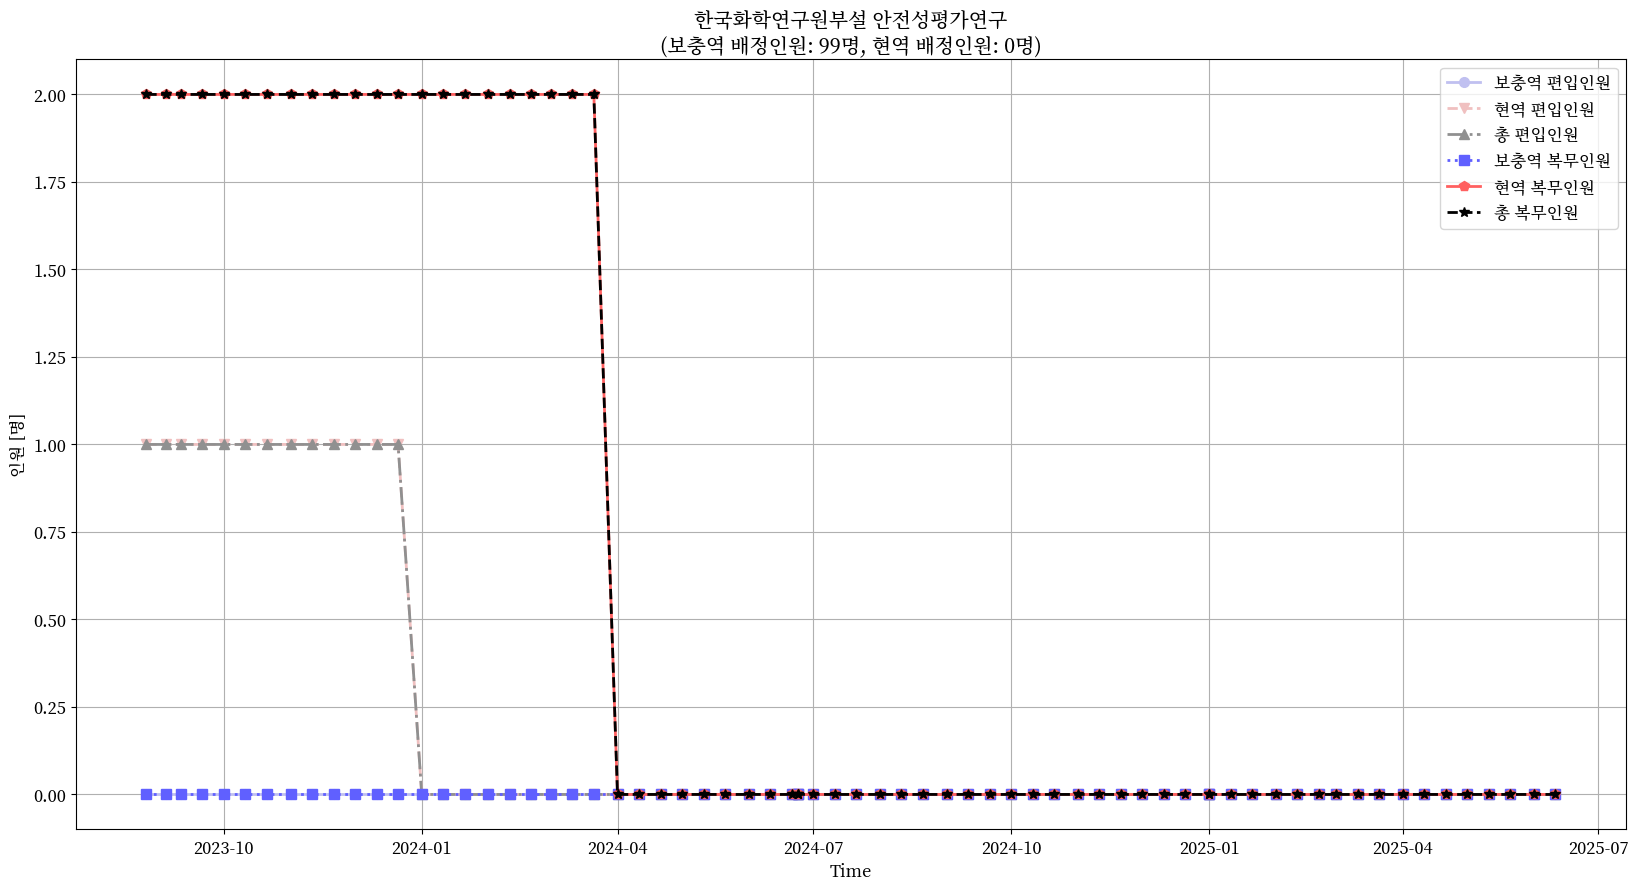 한국화학연구원부설 안전성평가연구
(보충역 배정인원: 99명, 현역 배정인원: 0명)
보충역 편입인원
현역 편입인원
총 편입인원
보충역 복무인원
현역 복무인원
총 복무인원
인원 [명]
2.00
1.75
1.50
1.25
1.00
0.75
0.50
0.25
0.00
2023-10
2024-01
2024-04
2024-07
2024-10
2025-01
2025-04
2025-07
Time